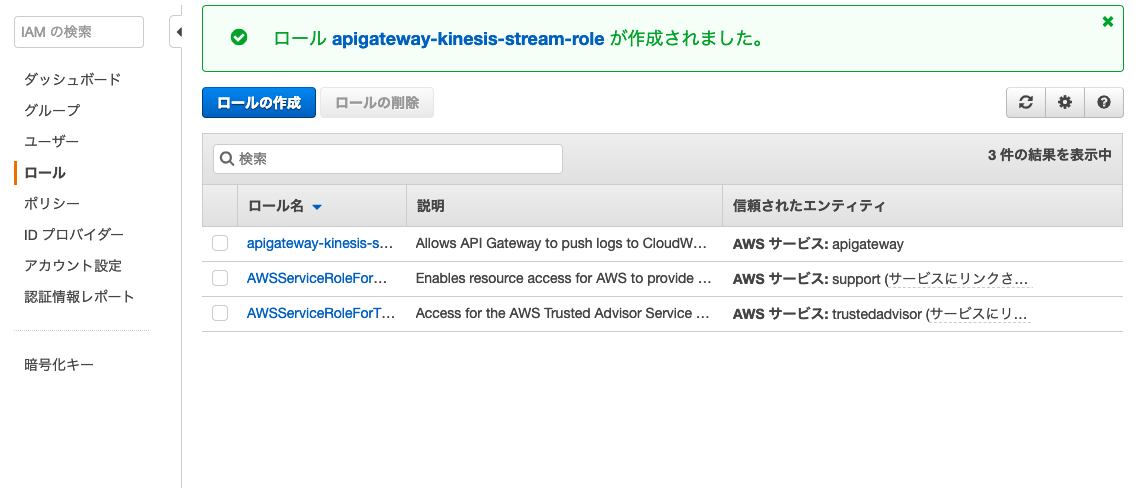 IAM の検索
ダッシュボード
グループ
ユーザー
ロール
ポリシー
ID プロバイダー
アカウント設定
認証情報レポート
暗号化キー
ロール apigateway-kinesis-stream-role が作成されました。
ロールの作成 ロールの削除
検索 3 件の結果を表示中
ロール名 説明 信頼されたエンティティ
apigateway-kinesis-s... Allows API Gateway to push logs to CloudW... AWS サービス: apigateway
AWSServiceRoleFor... Enables resource access for AWS to provide ... AWS サービス: support (サービスにリンクさ...
AWSServiceRoleForT... Access for the AWS Trusted Advisor Service ... AWS サービス: trustedadvisor (サービスにリ...